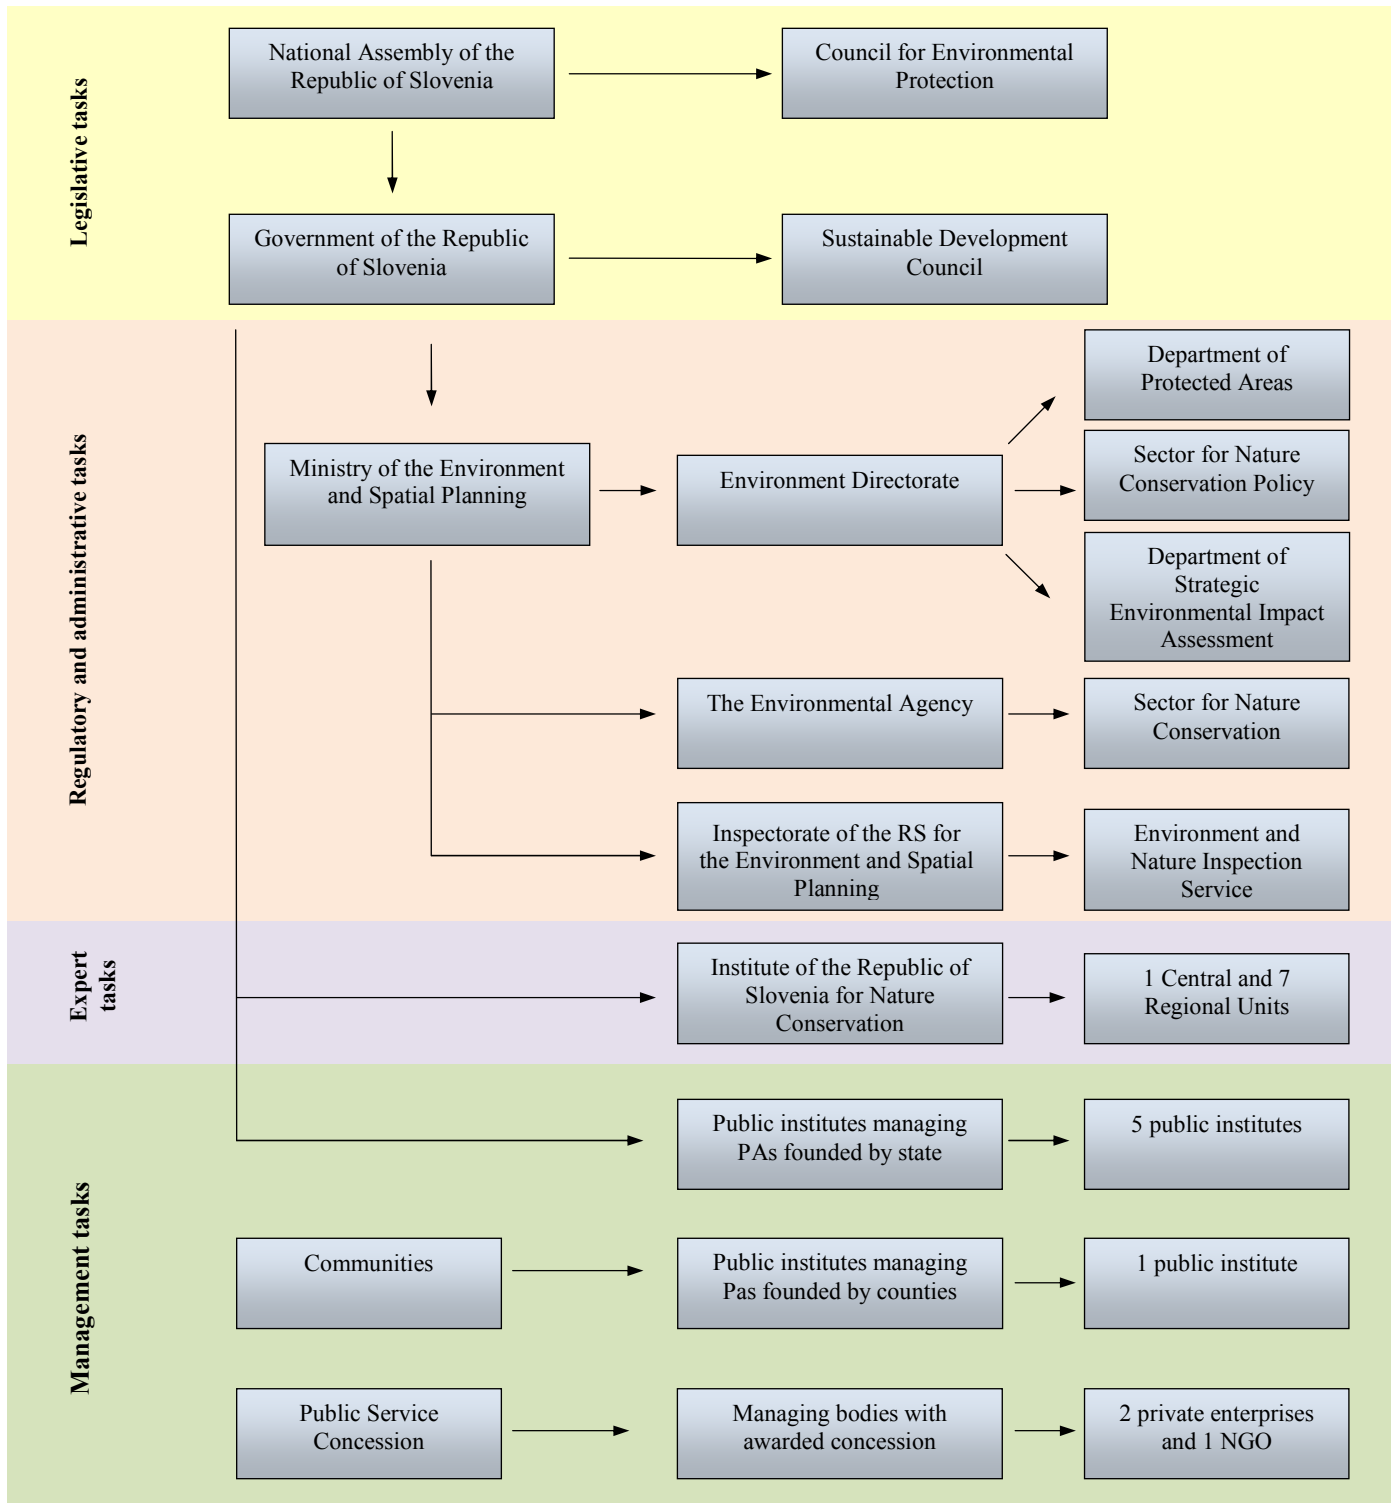 Legislative tasks
National Assembly of the
Republic of Slovenia
Council for Environmental
Protection
Government of the Republic
of Slovenia
Sustainable Development
Council
Regulatory and administrative tasks
Ministry of the Environment
and Spatial Planning
Environment Directorate
Department of
Protected Areas
Sector for Nature
Conservation Policy
Department of
Strategic
Environmental Impact
Assessment
The Environmental Agency
Sector for Nature
Conservation
Inspectorate of the RS for
the Environment and Spatial
Planning
Environment and
Nature Inspection
Service
Expert
tasks
Institute of the Republic of
Slovenia for Nature
Conservation
1 Central and 7
Regional Units
Management tasks
Public institutes managing
PAs founded by state
5 public institutes
Communities
Public institutes managing
Pas founded by counties
1 public institute
Public Service
Concession
Managing bodies with
awarded concession
2 private enterprises
and 1 NGO